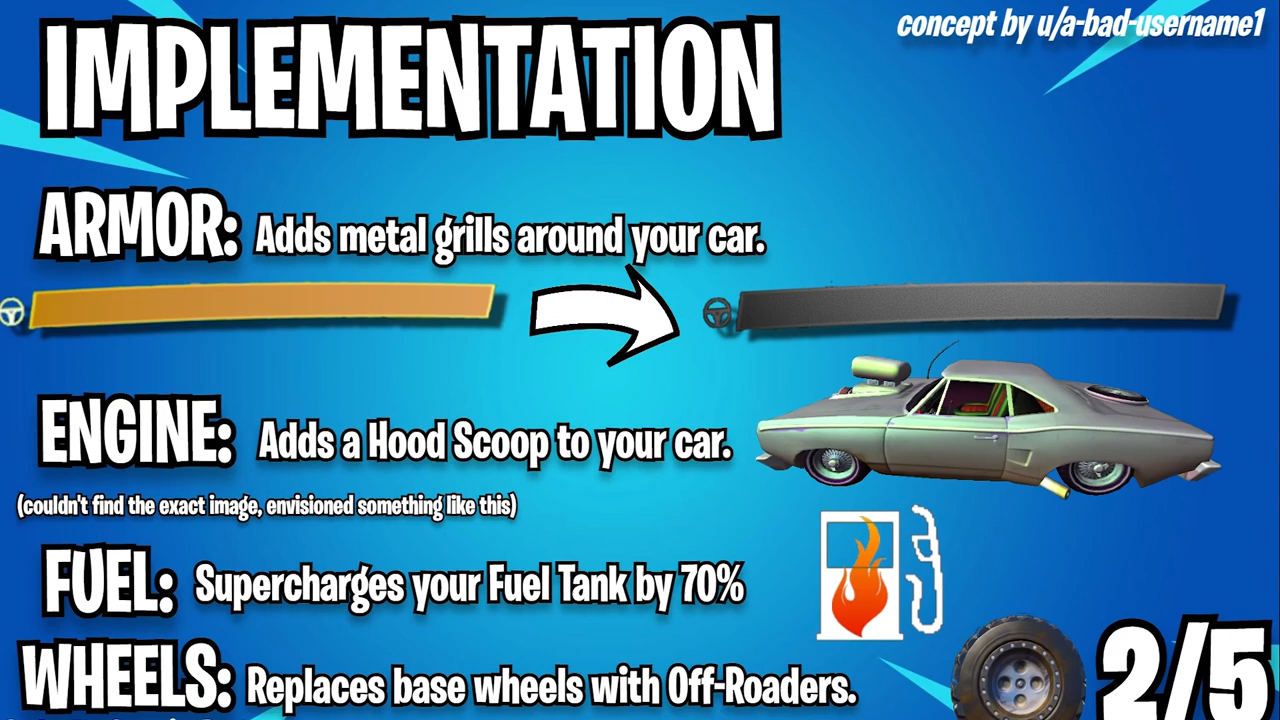 concept by u/a-bad-username1
IMPLEMENTATION
ARMOR: Adds metal grills around your car.
ENGINE: Adds a Hood Scoop to your car.
(couldn't find the exact image, envisioned something like this)
FUEL: Supercharges your Fuel Tank by 70%
WHEELS: Replaces base wheels with Off-Roaders.
2/5